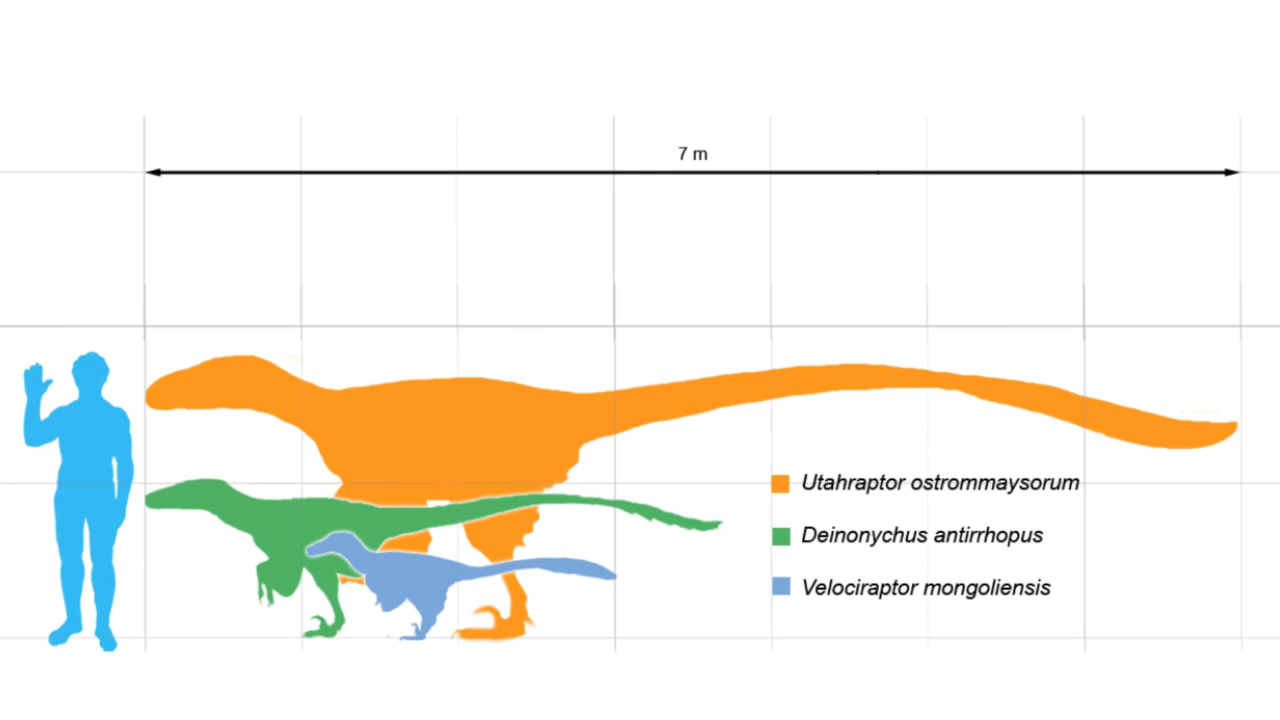 7 m
Utahraptor ostrommaysorum
Deinonychus antirrhopus
Velociraptor mongoliensis